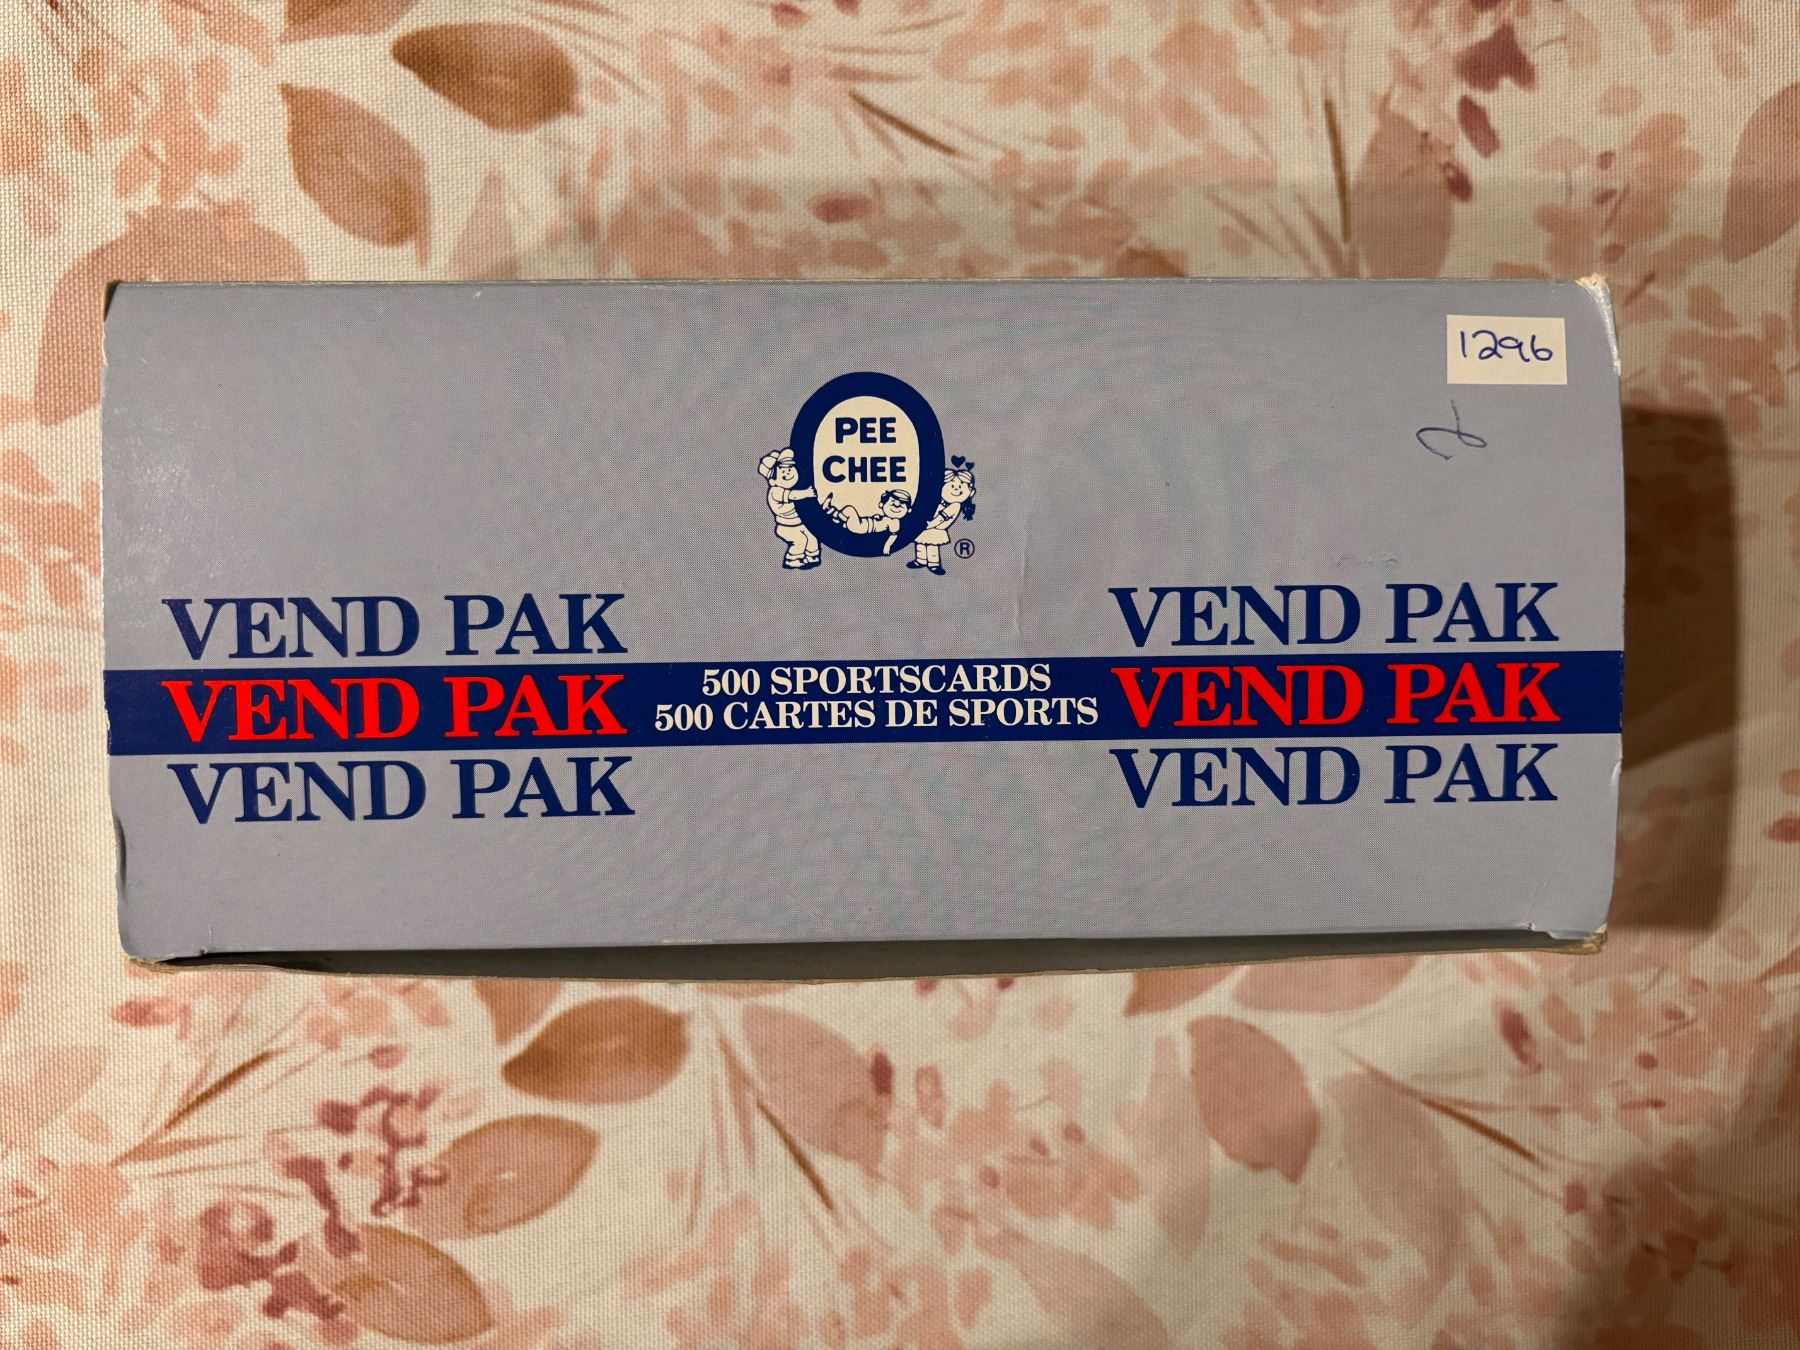 1296
PEE
CHEE
®
VEND PAK
VEND PAK
VEND PAK
500 SPORTSCARDS
500 CARTES DE SPORTS
VEND PAK
VEND PAK
VEND PAK